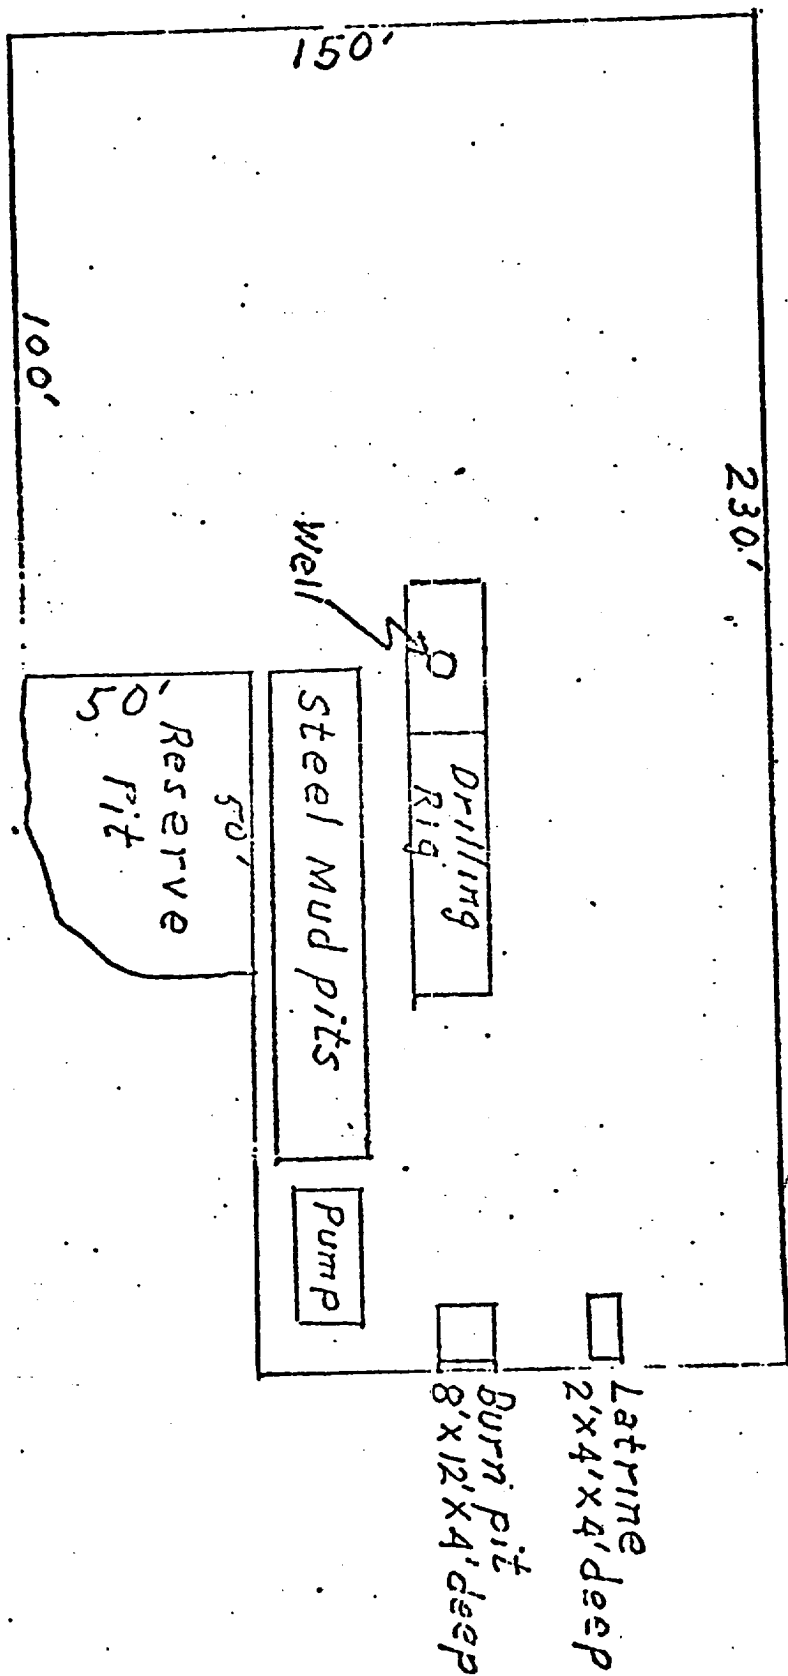 150'
230'
100'
Well
Drilling
Rig
Steel Mud pits
50'
50'
Reserve
Pit
Pump
Latrine
2'x4'x4' deep
Burn pit
8'x12'x4' deep